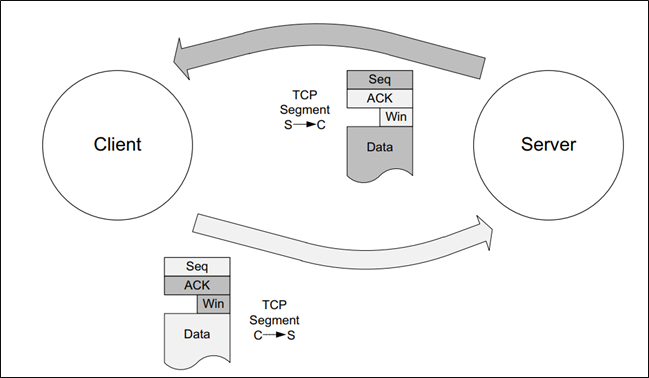 Seq
TCP
Segment
S→C
ACK
Win
Data
Client
Server
Seq
ACK
Win
Data
TCP
Segment
C→S